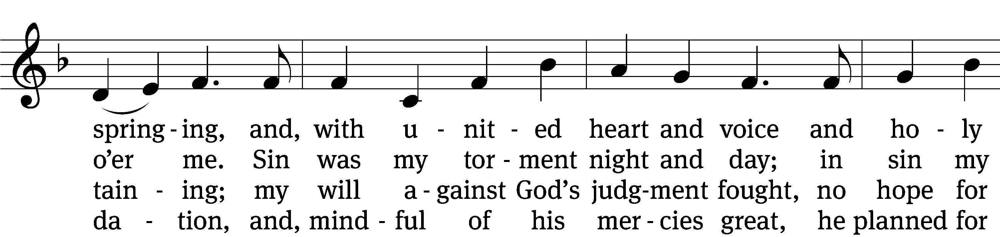 spring - ing, and, with u - nit - ed heart and voice and ho - ly
o’er me. Sin was my tor - ment night and day; in sin my
tain - ing; my will a - gainst God’s judg-ment fought, no hope for
da - tion, and, mind - ful of his mer - cies great, he planned for